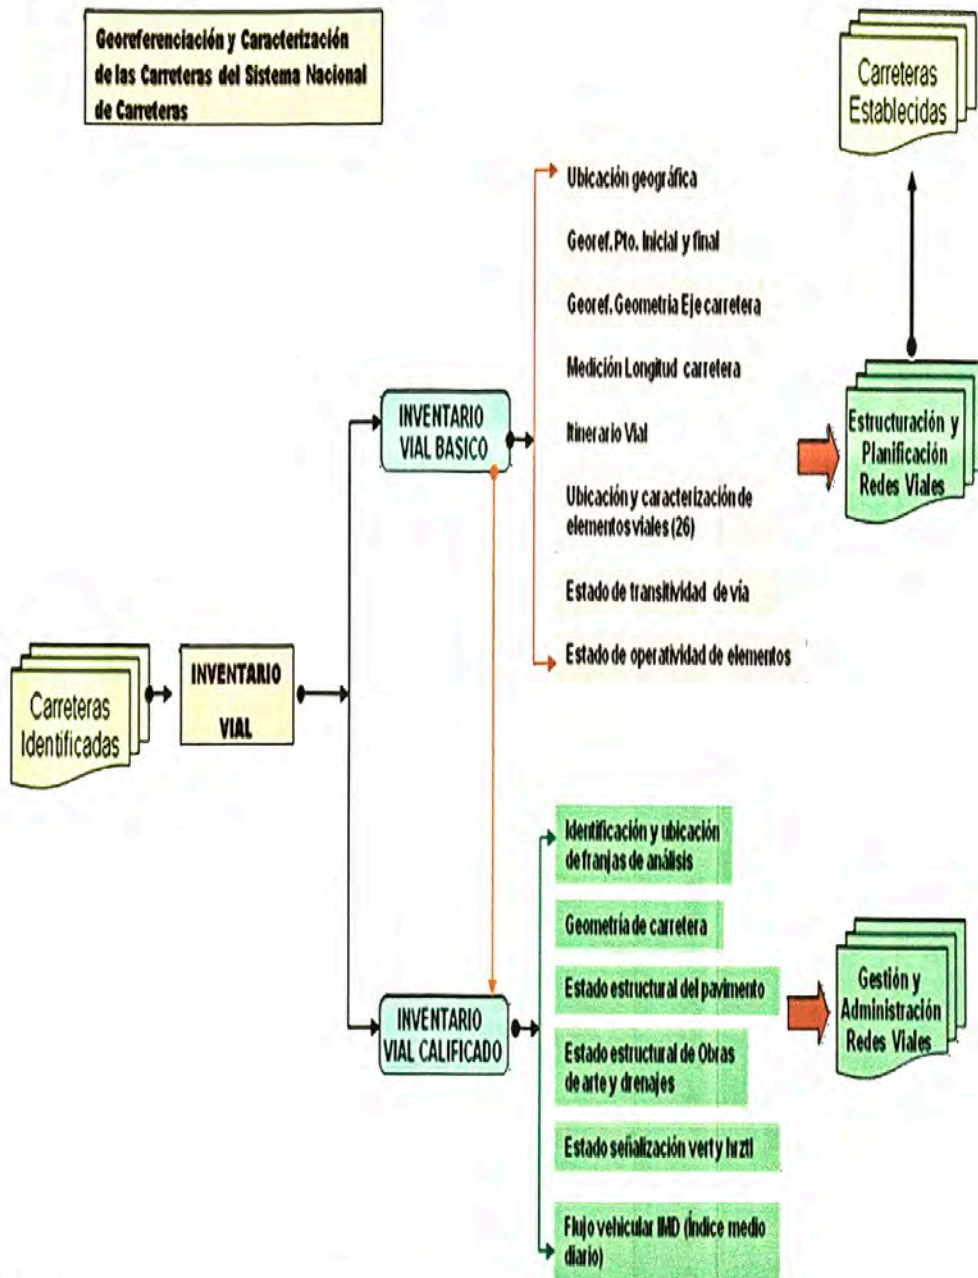 Georeferenciación y Caracterización
de las Carreteras del Sistema Nacional
de Carreteras
Carreteras
Establecidas
Ubicación geográfica
Georef. Pto. Inicial y final
Georef. Geometria Eje carretera
Medición Longitud carretera
Itinerario Vial
Ubicación y caracterización de
elementos viales (26)
Estado de transitividad de via
Estado de operatividad de elementos
INVENTARIO
VIAL BASICO
Estructuración y
Planificación
Redes Viales
Carreteras
Identificadas
INVENTARIO
VIAL
Identificación y ubicación
de franjas de análisis
Geometría de carretera
Estado estructural del pavimento
Estado estructural de Obras
de arte y drenajes
Estado señalización vert y hrztl
Flujo vehicular IMD (Índice medio
diario)
INVENTARIO
VIAL CALIFICADO
Gestión y
Administración
Redes Viales